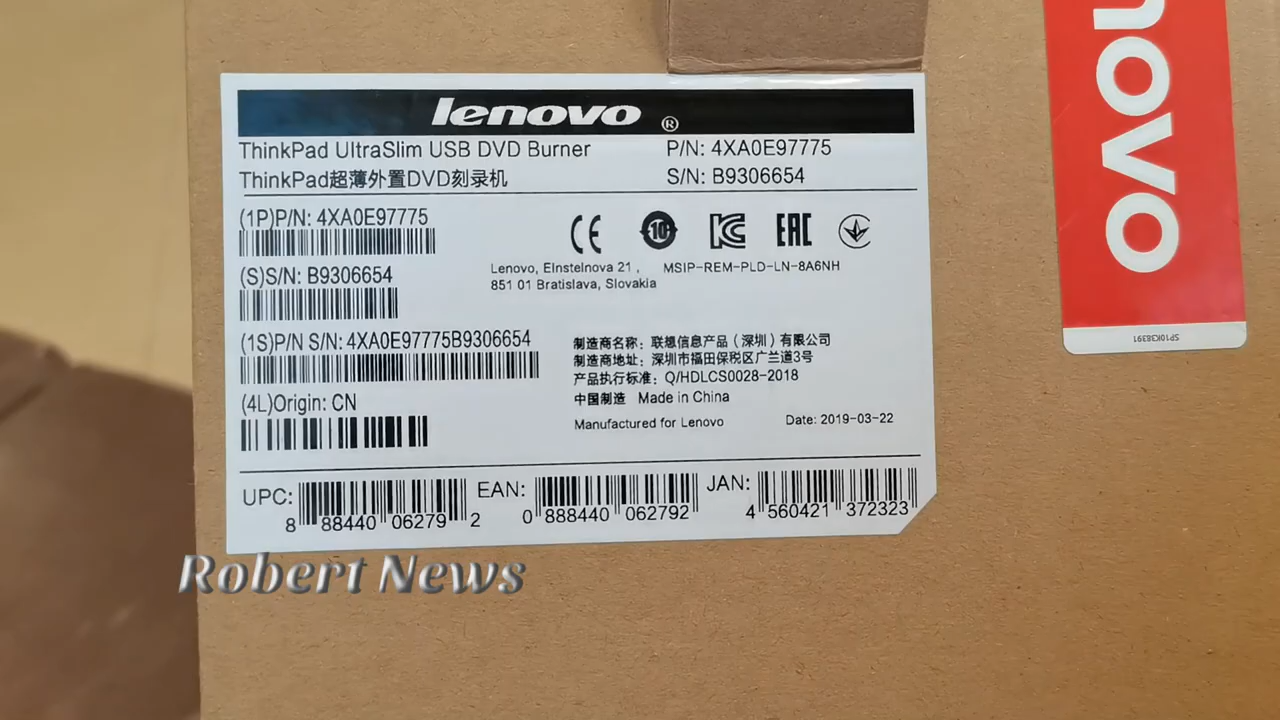 lenovo ®
ThinkPad UltraSlim USB DVD Burner
P/N: 4XA0E97775
ThinkPad超薄外置DVD刻录机
S/N: B9306654
(1P)P/N: 4XA0E97775
(S)S/N: B9306654
(1S)P/N S/N: 4XA0E97775B9306654
(4L)Origin: CN
CE
10
EAC
Lenovo, EInsteInova 21 ,
851 01 Bratislava, Slovakia
MSIP-REM-PLD-LN-8A6NH
制造商名称: 联想信息产品(深圳)有限公司
制造商地址: 深圳市福田保税区广兰道3号
产品执行标准: Q/HDLCS0028-2018
中国制造 Made in China
Manufactured for Lenovo
Date: 2019-03-22
UPC:
8 88440 06279 2
EAN:
0 888440 062792
JAN:
4 560421 372323
novo
SP10K38391
Robert News